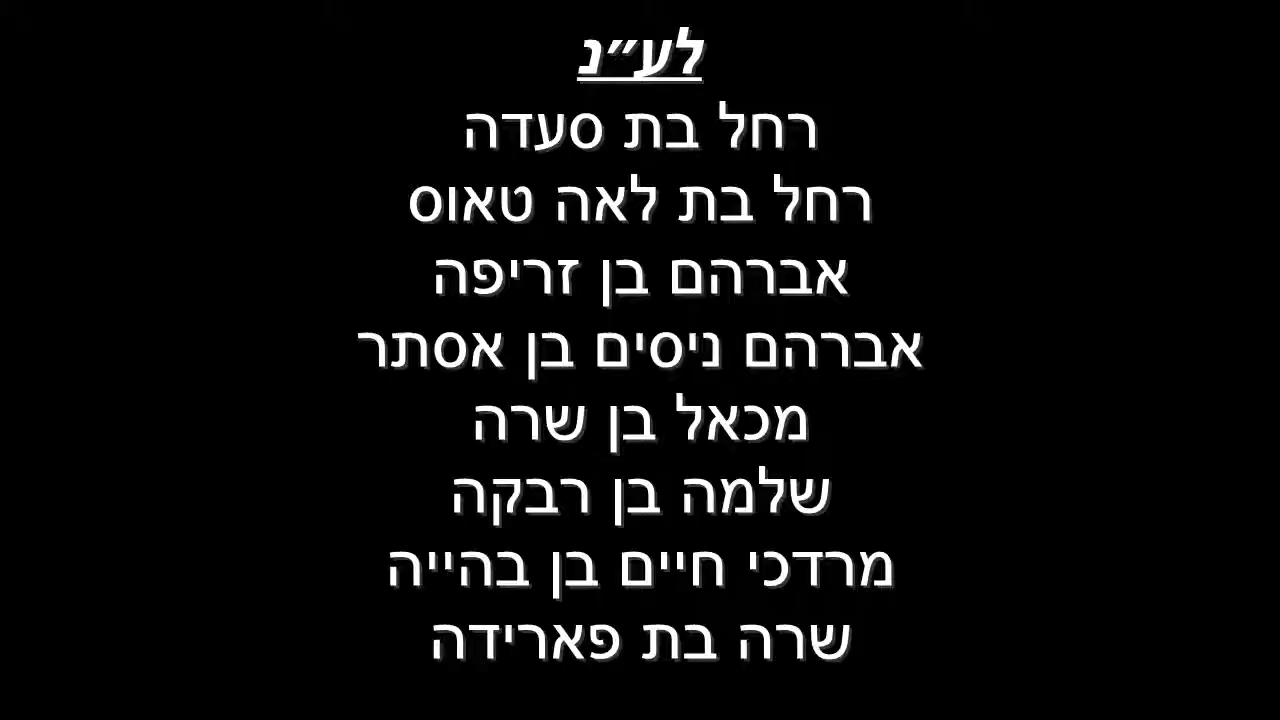 לע״נ
רחל בת סעדה
רחל בת לאה טאוס
אברהם בן זריפה
אברהם ניסים בן אסתר
מכאל בן שרה
שלמה בן רבקה
מרדכי חיים בן בהייה
שרה בת פארידה